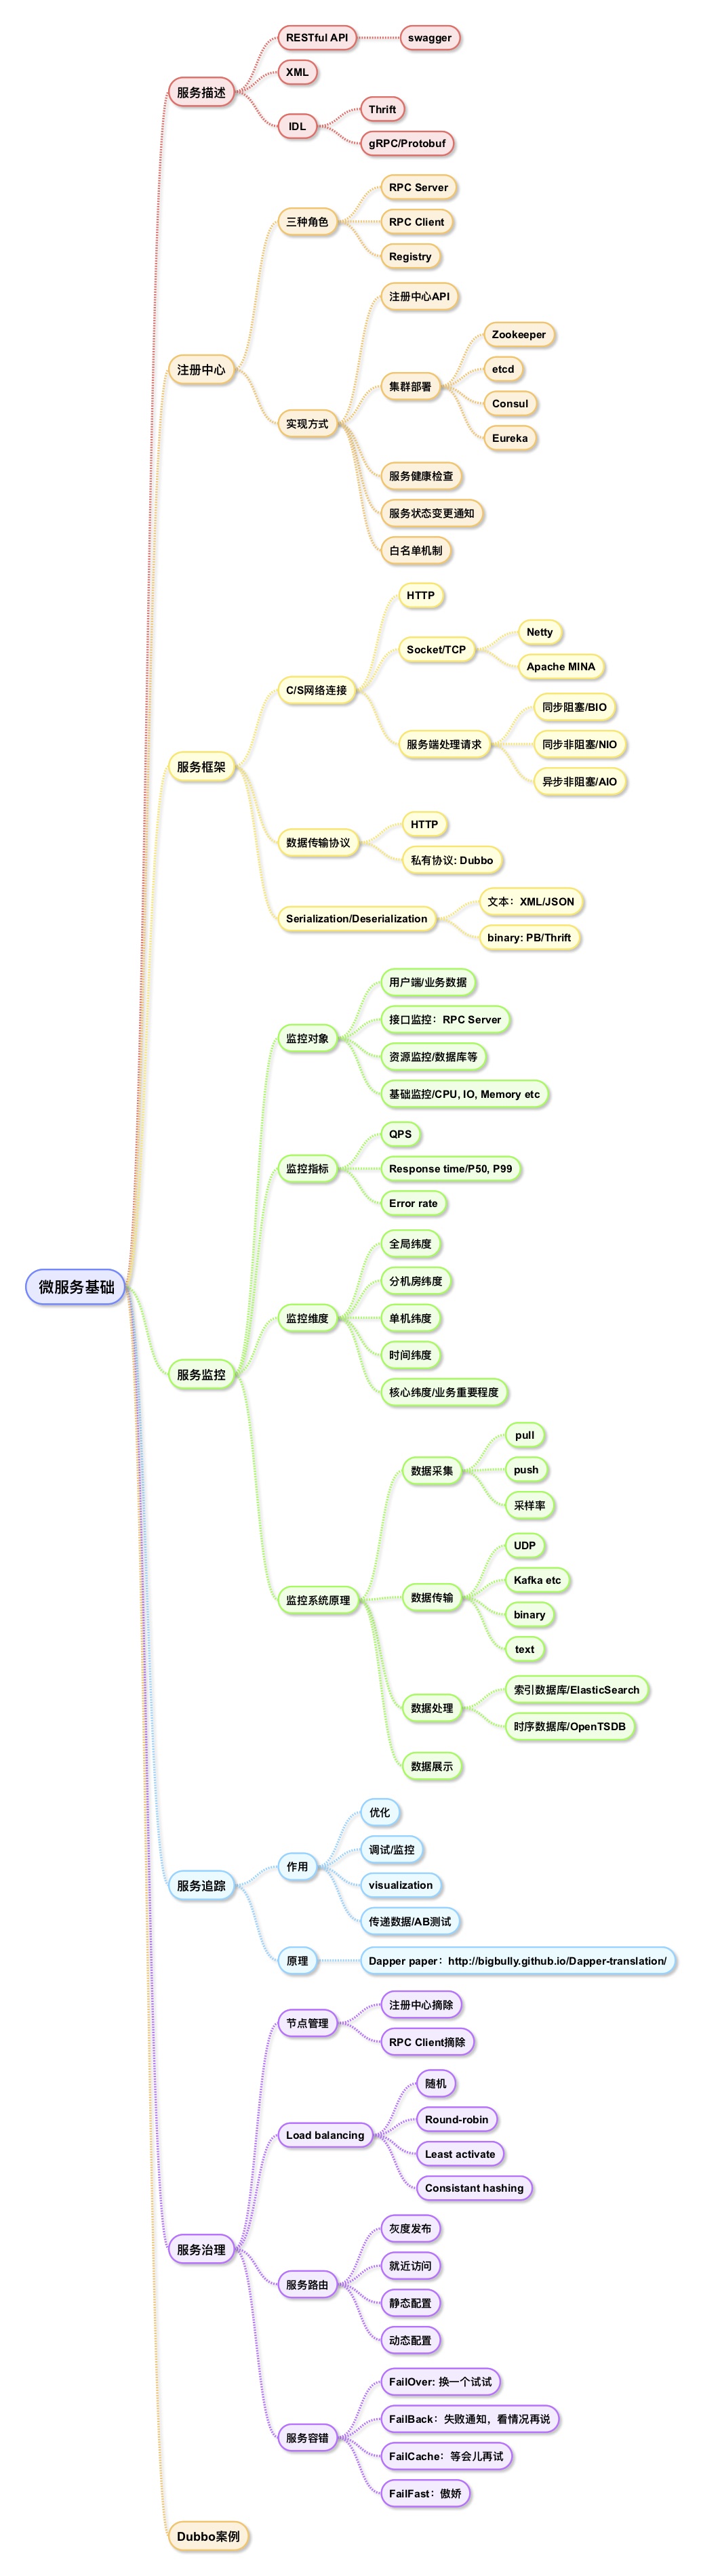 微服务基础
服务描述
RESTful API
swagger
XML
IDL
Thrift
gRPC/Protobuf
注册中心
三种角色
RPC Server
RPC Client
Registry
实现方式
注册中心API
集群部署
Zookeeper
etcd
Consul
Eureka
服务健康检查
服务状态变更通知
白名单机制
服务框架
C/S网络连接
HTTP
Socket/TCP
Netty
Apache MINA
服务端处理请求
同步阻塞/BIO
同步非阻塞/NIO
异步非阻塞/AIO
数据传输协议
HTTP
私有协议: Dubbo
Serialization/Deserialization
文本：XML/JSON
binary: PB/Thrift
服务监控
监控对象
用户端/业务数据
接口监控：RPC Server
资源监控/数据库等
基础监控/CPU, IO, Memory etc
监控指标
QPS
Response time/P50, P99
Error rate
监控维度
全局纬度
分机房纬度
单机纬度
时间纬度
核心纬度/业务重要程度
监控系统原理
数据采集
pull
push
采样率
数据传输
UDP
Kafka etc
binary
text
数据处理
索引数据库/ElasticSearch
时序数据库/OpenTSDB
数据展示
服务追踪
作用
优化
调试/监控
visualization
传递数据/AB测试
原理
Dapper paper：http://bigbully.github.io/Dapper-translation/
服务治理
节点管理
注册中心摘除
RPC Client摘除
Load balancing
随机
Round-robin
Least activate
Consistant hashing
服务路由
灰度发布
就近访问
静态配置
动态配置
服务容错
FailOver: 换一个试试
FailBack：失败通知，看情况再说
FailCache：等会儿再试
FailFast：傲娇
Dubbo案例